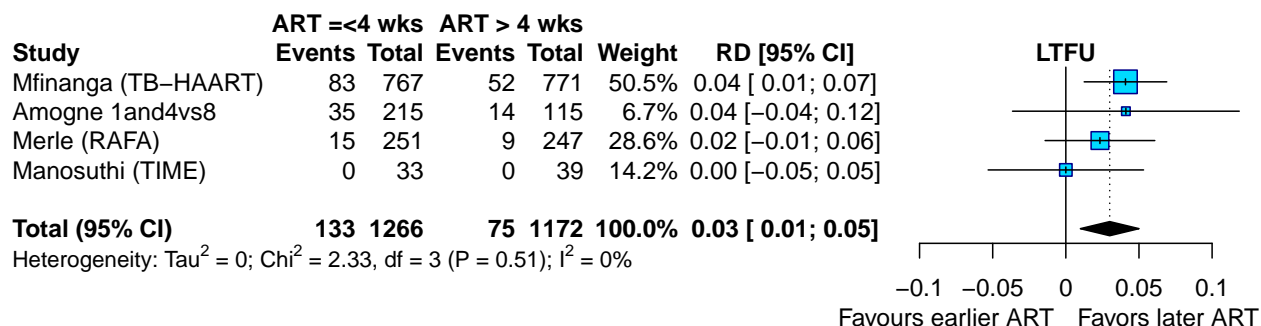 ART =<4 wks ART > 4 wks
Study Events Total Events Total Weight RD [95% CI] LTFU
Mfinanga (TB−HAART) 83 767 52 771 50.5% 0.04 [ 0.01; 0.07]
Amogne 1and4vs8 35 215 14 115 6.7% 0.04 [−0.04; 0.12]
Merle (RAFA) 15 251 9 247 28.6% 0.02 [−0.01; 0.06]
Manosuthi (TIME) 0 33 0 39 14.2% 0.00 [−0.05; 0.05]
Total (95% CI) 133 1266 75 1172 100.0% 0.03 [ 0.01; 0.05]
Heterogeneity: Tau² = 0; Chi² = 2.33, df = 3 (P = 0.51); I² = 0%
−0.1 −0.05 0 0.05 0.1
Favours earlier ART Favors later ART